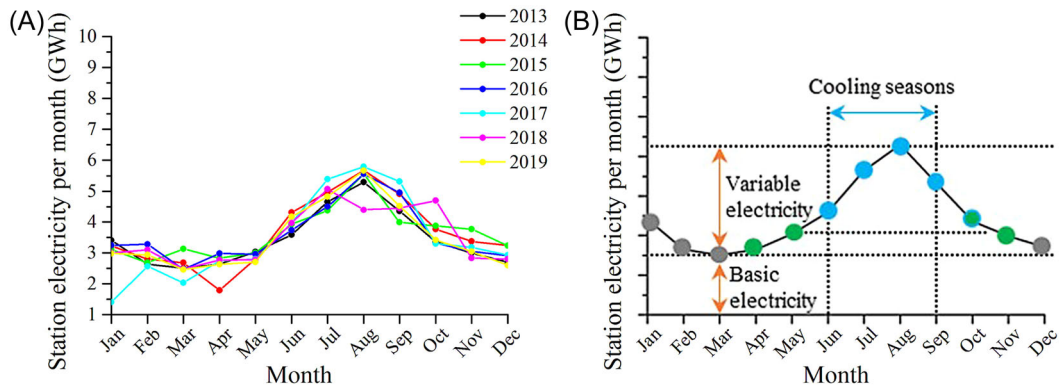 (A)
Station electricity per month (GWh)
10
9
8
7
6
5
4
3
2
1
Jan Feb Mar Apr May Jun Jul Aug Sep Oct Nov Dec
Month
2013
2014
2015
2016
2017
2018
2019
(B)
Station electricity per month (GWh)
Cooling seasons
Variable
electricity
Basic
electricity
Jan Feb Mar Apr May Jun Jul Aug Sep Oct Nov Dec
Month